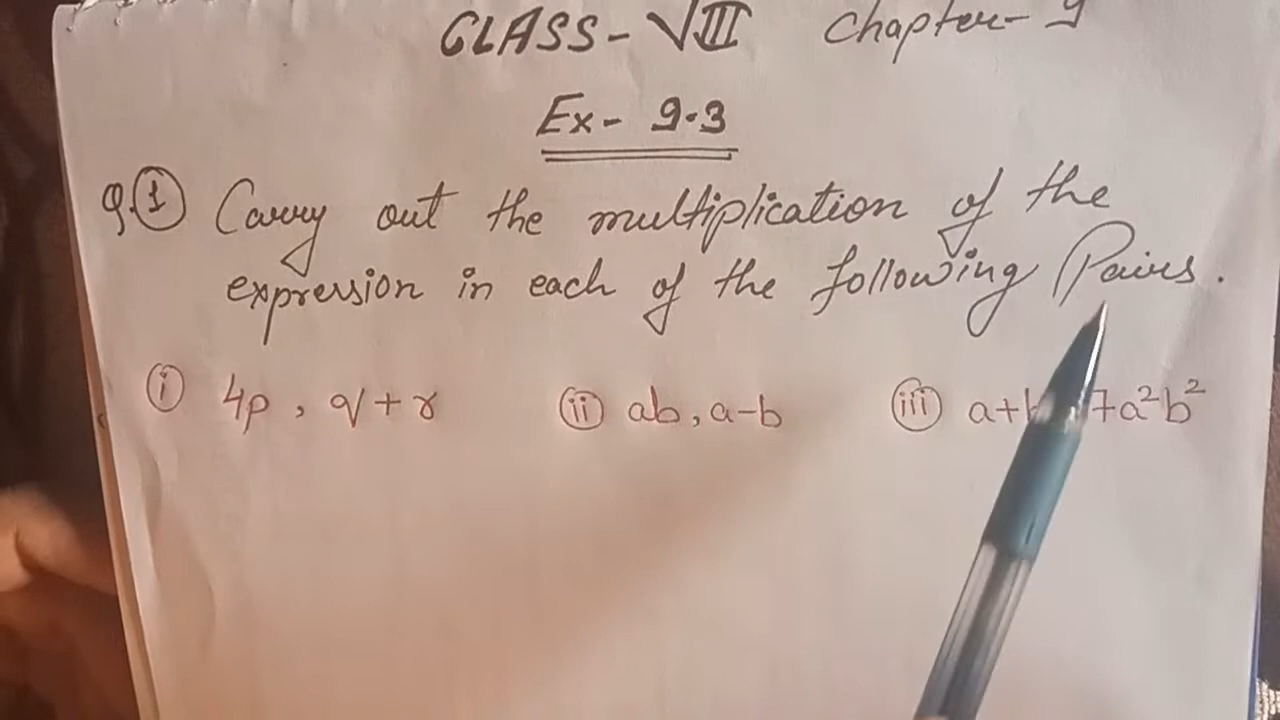 CLASS - VIII Chapter - 9
Ex - 9.3
Q.① Carry out the multiplication of the
expression in each of the following Pairs.
ⓘ 4p, q+r ⓘⓘ ab, a-b ⓘⓘⓘ 7a²b²